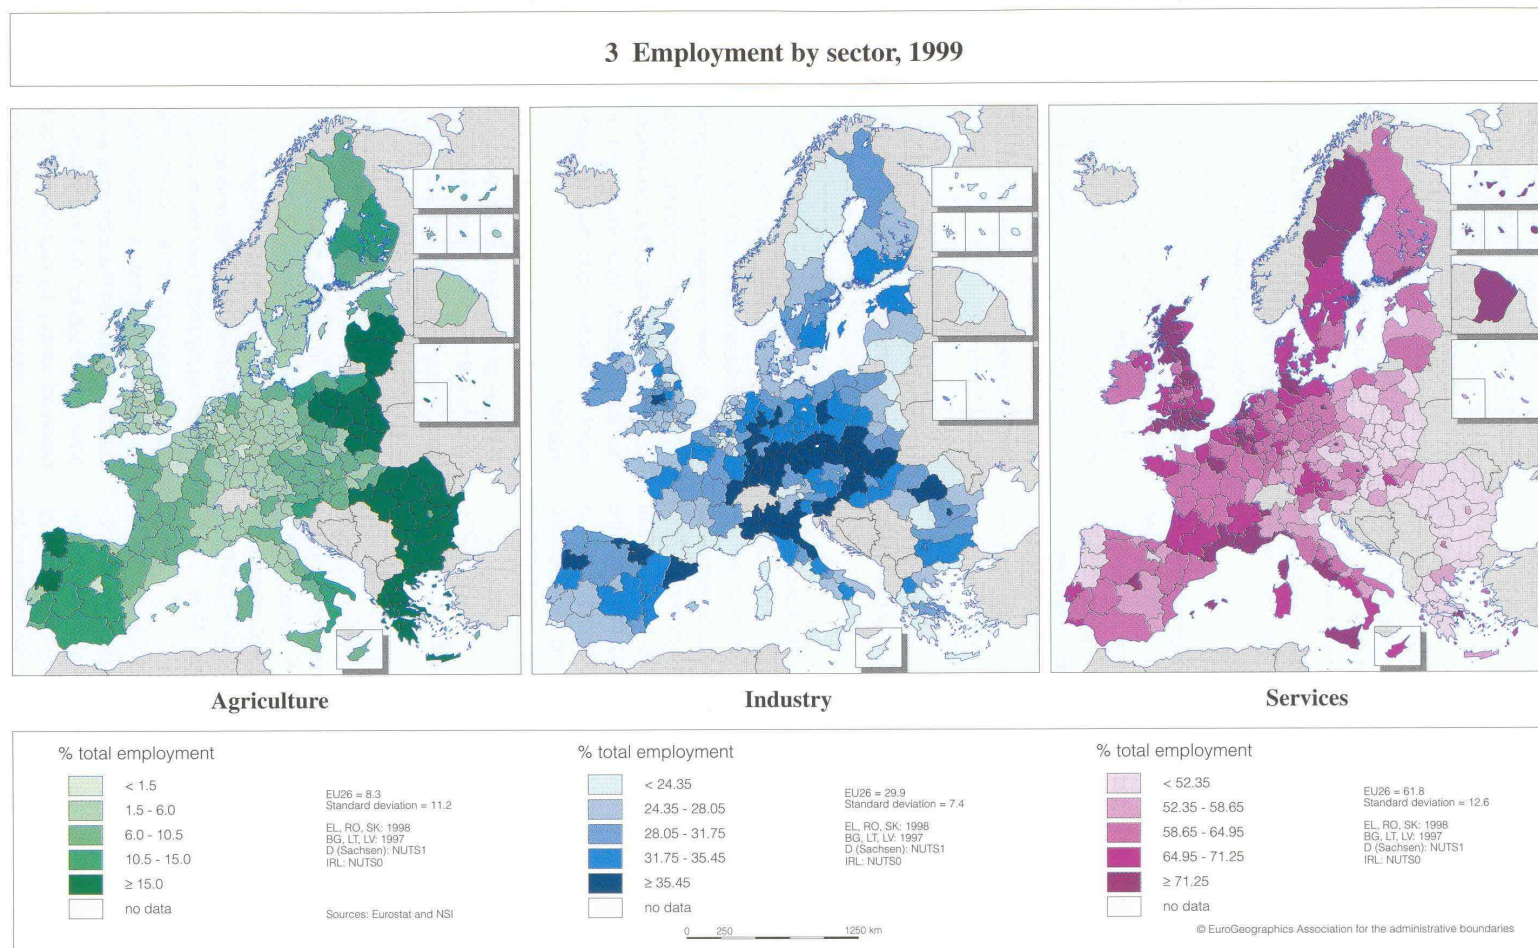 3 Employment by sector, 1999
Agriculture
Industry
Services
% total employment
< 1.5
1.5 - 6.0
6.0 - 10.5
10.5 - 15.0
≥ 15.0
no data
EU26 = 8.3
Standard deviation = 11.2
EL, RO, SK: 1998
BG, LT, LV: 1997
D (Sachsen): NUTS1
IRL: NUTS0
Sources: Eurostat and NSI
% total employment
< 24.35
24.35 - 28.05
28.05 - 31.75
31.75 - 35.45
≥ 35.45
no data
EU26 = 29.9
Standard deviation = 7.4
EL, RO, SK: 1998
BG, LT, LV: 1997
D (Sachsen): NUTS1
IRL: NUTS0
0 250 1250 km
% total employment
< 52.35
52.35 - 58.65
58.65 - 64.95
64.95 - 71.25
≥ 71.25
no data
EU26 = 61.8
Standard deviation = 12.6
EL, RO, SK: 1998
BG, LT, LV: 1997
D (Sachsen): NUTS1
IRL: NUTS0
© EuroGeographics Association for the administrative boundaries